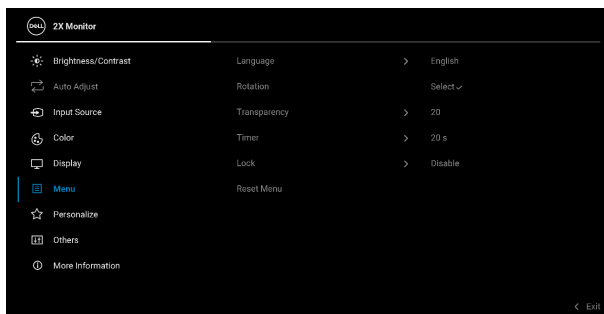 DELL 2X Monitor
Brightness/Contrast Language > English
Auto Adjust Rotation Select ✓
Input Source Transparency > 20
Color Timer > 20 s
Display Lock > Disable
Menu Reset Menu
Personalize
Others
More Information
< Exit